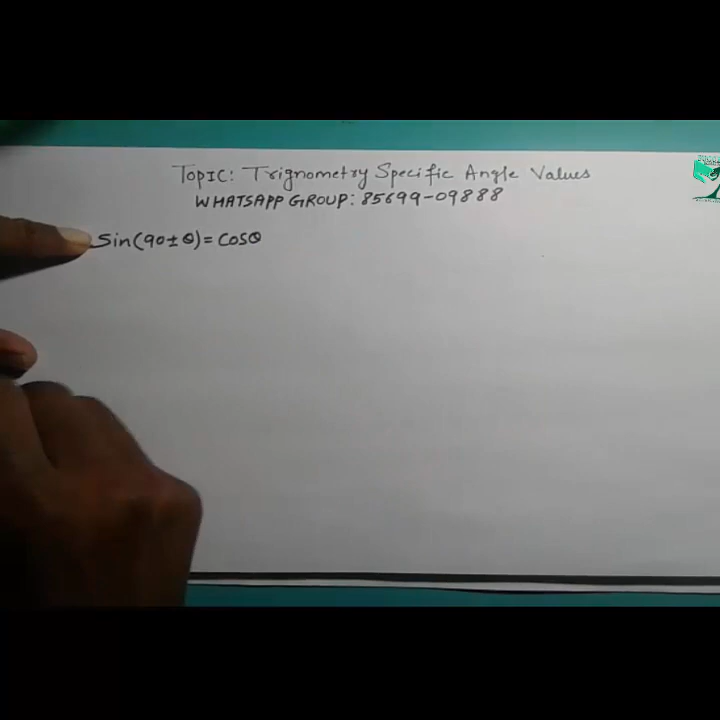 TOPIC: Trignometry Specific Angle Values
WHATSAPP GROUP: 85699-09888
Sin(90±θ)= Cosθ